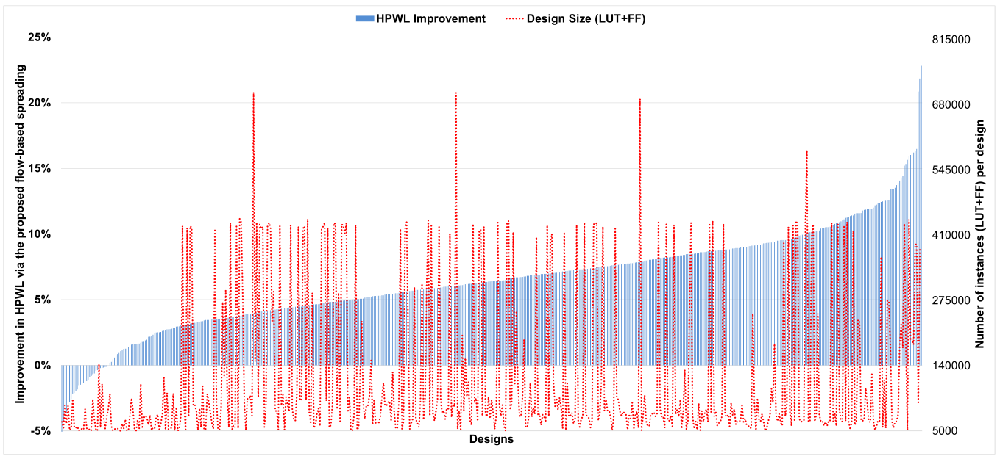 HPWL Improvement
Design Size (LUT+FF)
Improvement in HPWL via the proposed flow-based spreading
25%
20%
15%
10%
5%
0%
-5%
815000
680000
545000
410000
275000
140000
5000
Number of instances (LUT+FF) per design
Designs